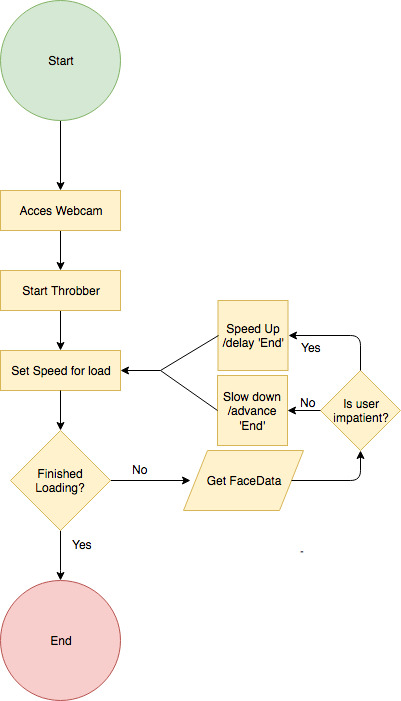 Start
Acces Webcam
Start Throbber
Set Speed for load
Speed Up
/delay 'End'
Yes
Slow down
/advance
'End'
No
Is user
impatient?
Finished
Loading?
No
Get FaceData
Yes
-
End